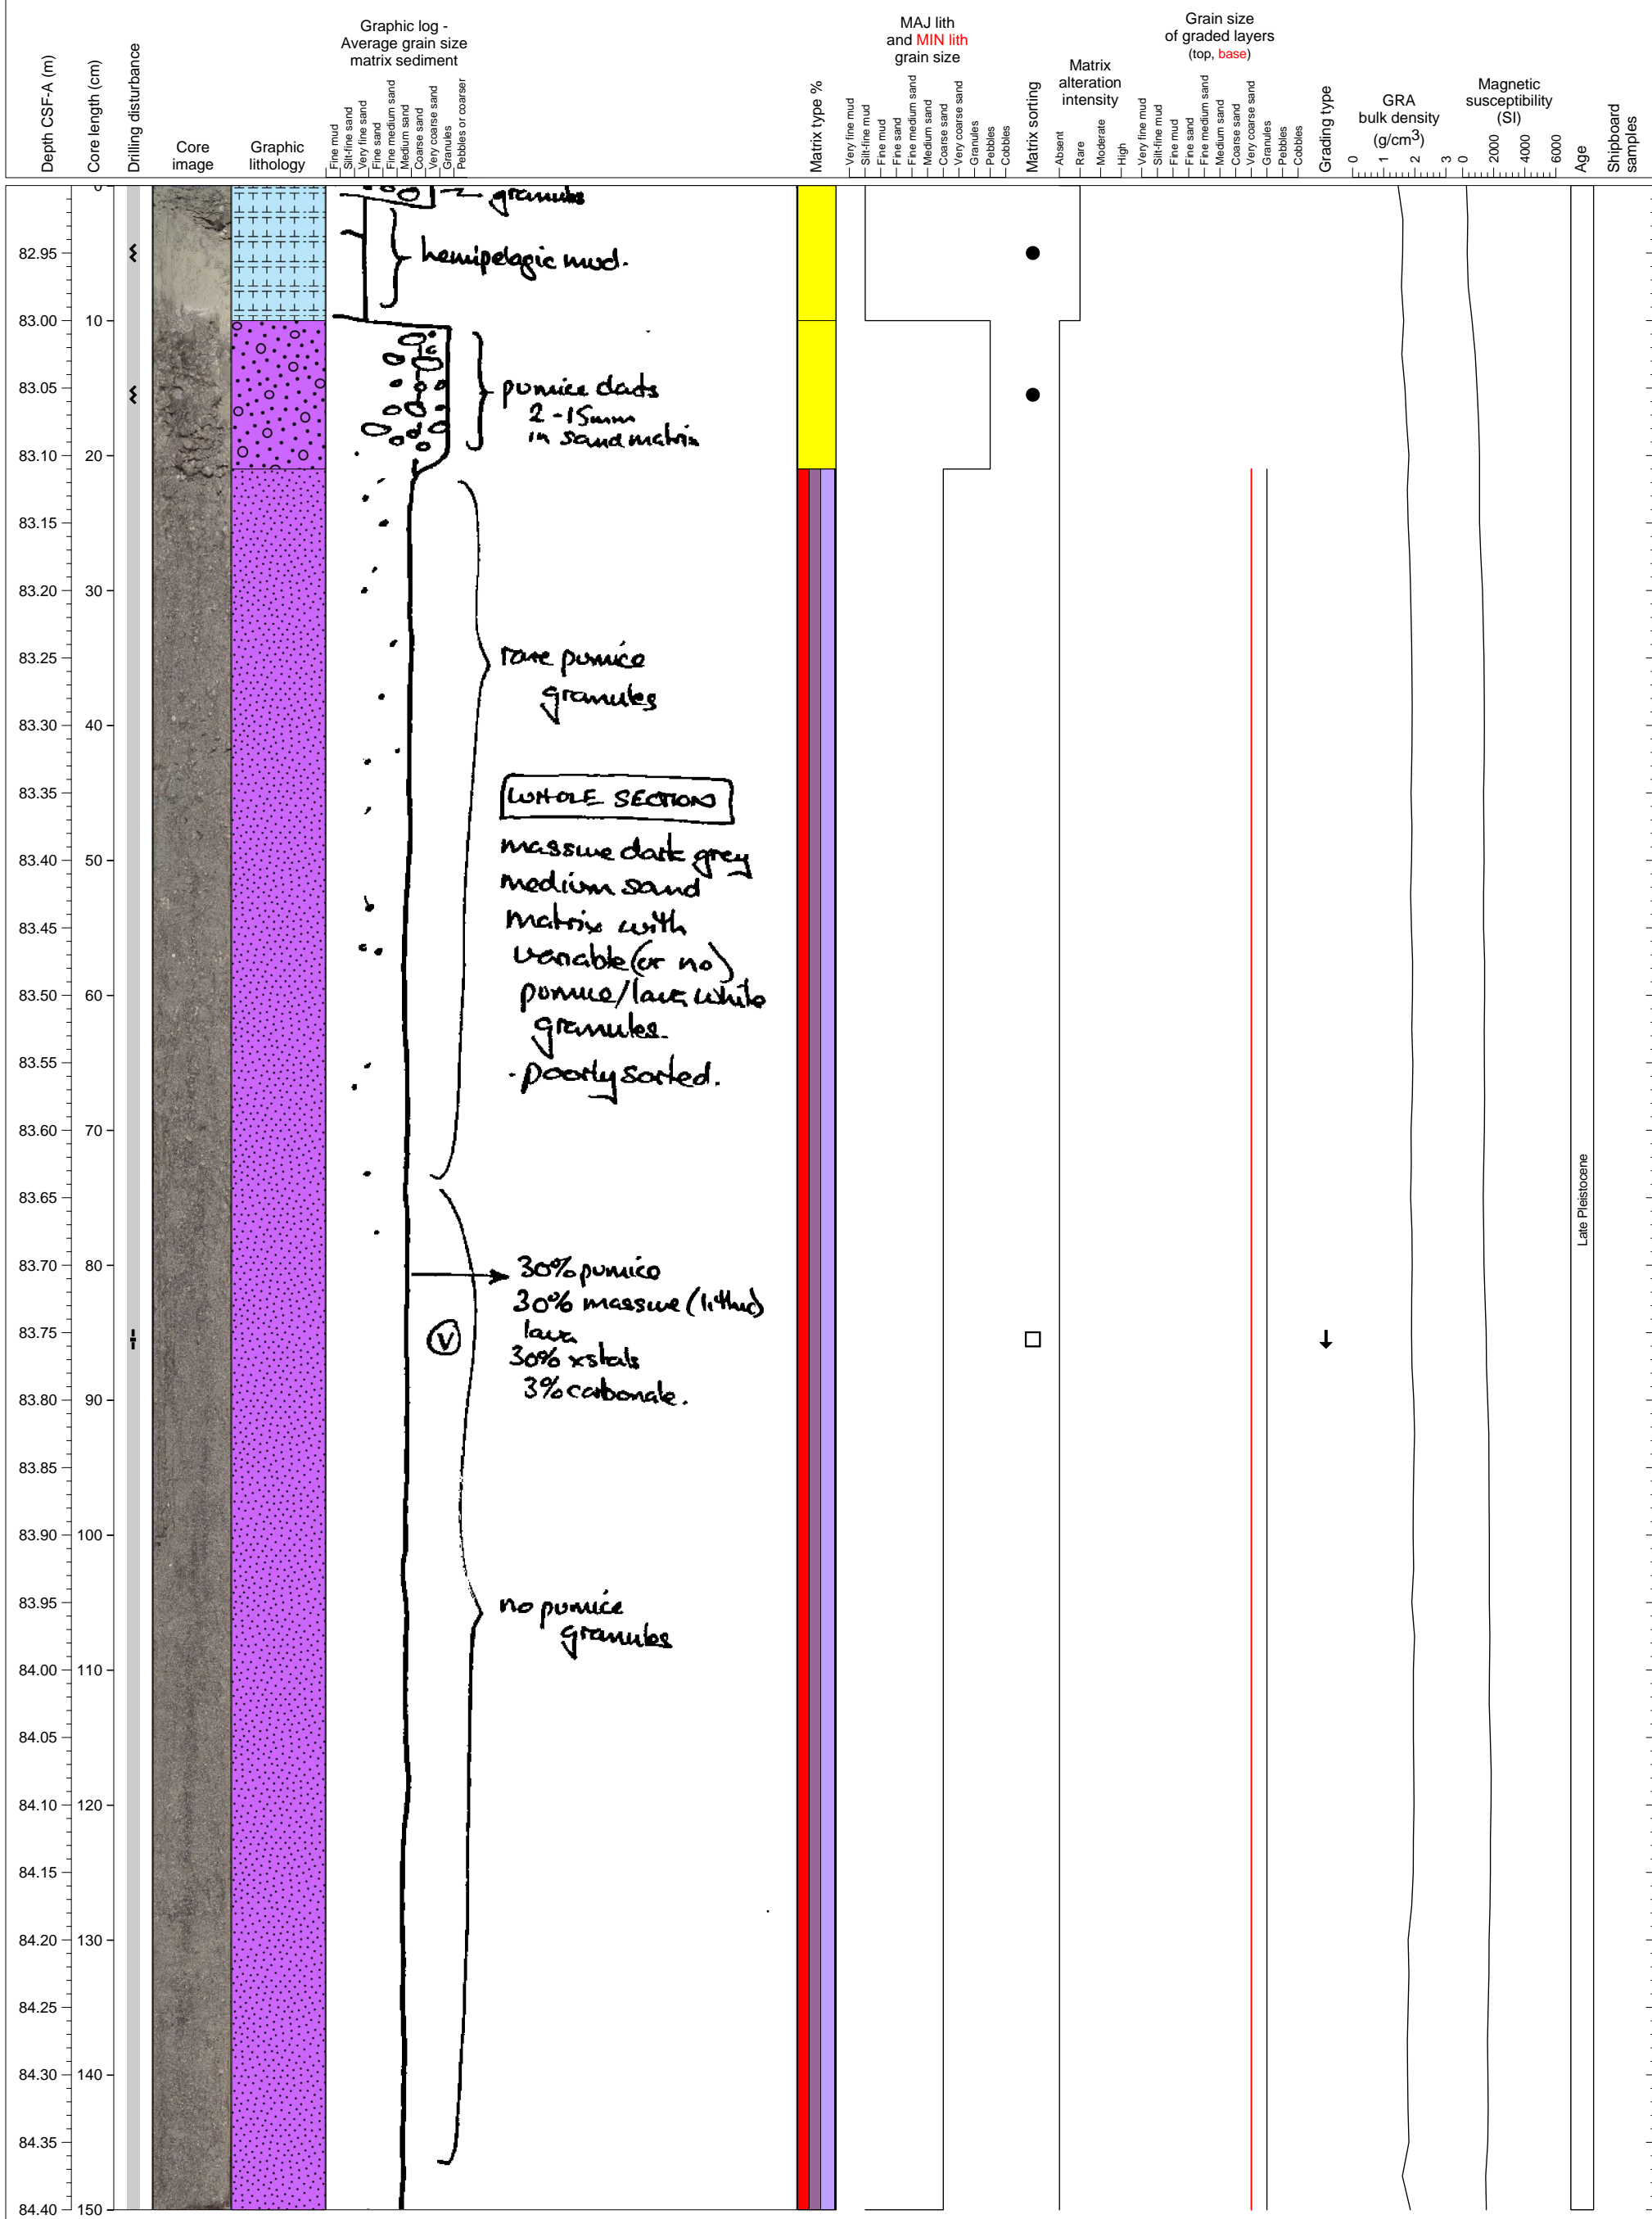 Depth CSF-A (m)
Core length (cm)
Drilling disturbance
Core
image
Graphic
lithology
Graphic log -
Average grain size
matrix sediment
Fine mud
Silt-fine sand
Very fine sand
Fine sand
Fine medium sand
Medium sand
Coarse sand
Very coarse sand
Granules
Pebbles or coarser
Matrix type %
MAJ lith
and MIN lith
grain size
Very fine mud
Silt-fine mud
Fine mud
Fine sand
Fine medium sand
Medium sand
Coarse sand
Very coarse sand
Granules
Pebbles
Cobbles
Matrix sorting
Matrix
alteration
intensity
Absent
Rare
Moderate
High
Grain size
of graded layers
(top, base)
Very fine mud
Silt-fine mud
Fine mud
Fine sand
Fine medium sand
Medium sand
Coarse sand
Very coarse sand
Granules
Pebbles
Cobbles
Grading type
GRA
bulk density
(g/cm3)
0 1 2 3
Magnetic
susceptibility
(SI)
0 2000 4000 6000
Age
Shipboard
samples
0
82.95
83.00 10
83.05
83.10 20
83.15
83.20 30
83.25
83.30 40
83.35
83.40 50
83.45
83.50 60
83.55
83.60 70
83.65
83.70 80
83.75
83.80 90
83.85
83.90 100
83.95
84.00 110
84.05
84.10 120
84.15
84.20 130
84.25
84.30 140
84.35
84.40 150
granules
hemipelagic mud.
pumice clasts
2-15mm
in sand matrix
rare pumice
granules
WHOLE SECTION
massive dark grey
medium sand
matrix with
variable (or no)
pumice/lava white
granules.
- poorly sorted.
30% pumice
30% massive (lithic)
lava
30% xstals
3% carbonate.
V
no pumice
granules
Late Pleistocene